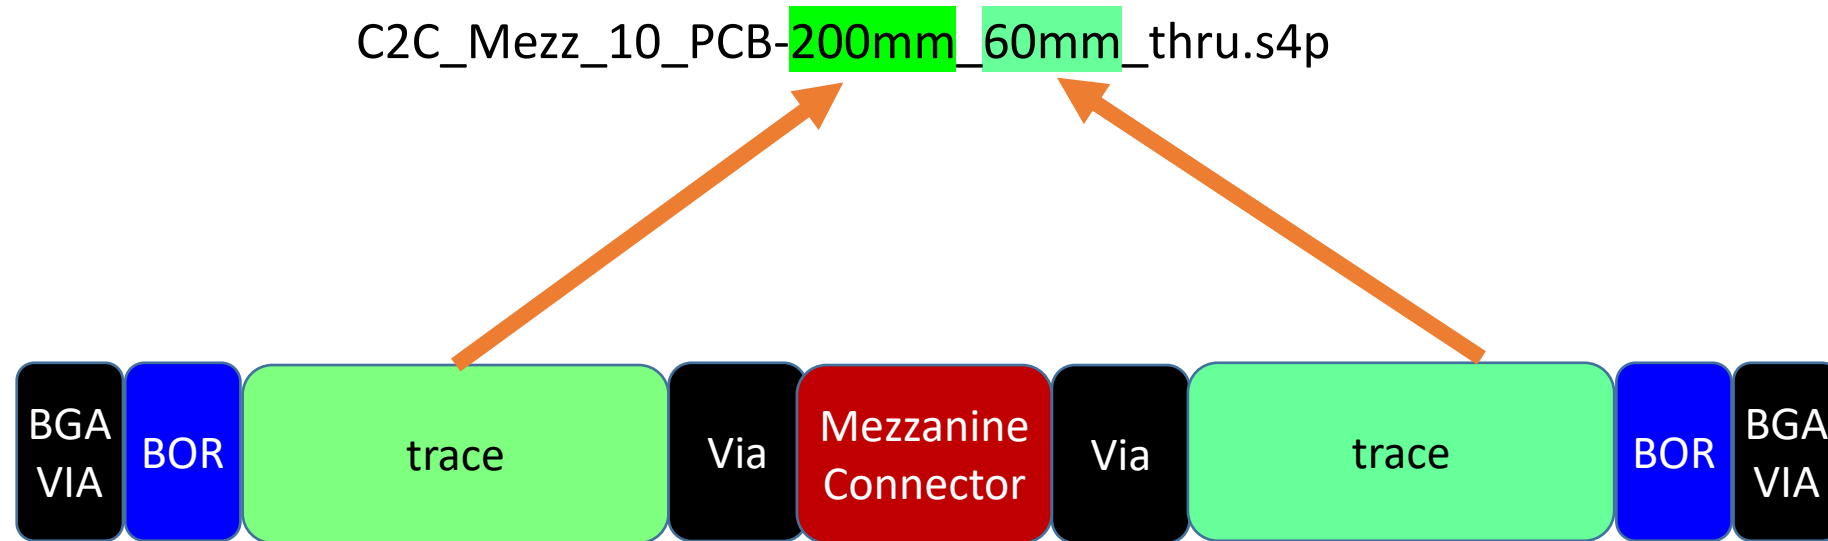 C2C_Mezz_10_PCB-200mm_60mm_thru.s4p
BGA
VIA
BOR
trace
Via
Mezzanine
Connector
Via
trace
BOR
BGA
VIA